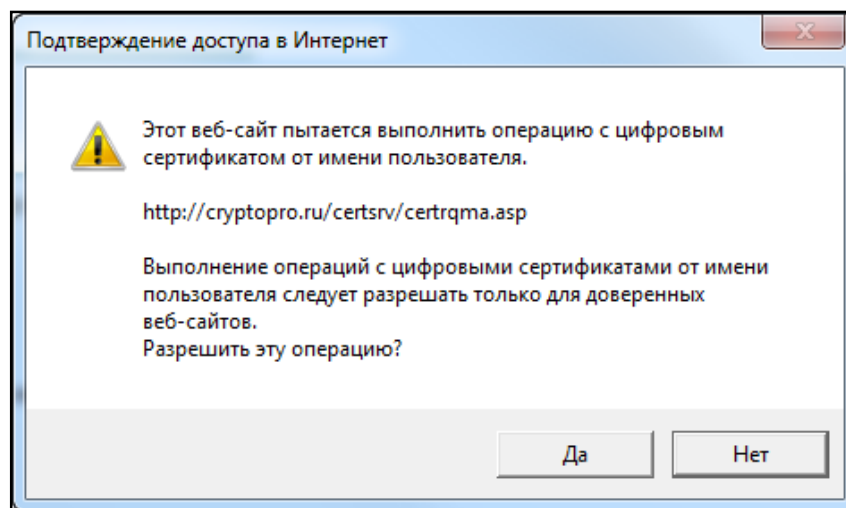 Подтверждение доступа в Интернет
Этот веб-сайт пытается выполнить операцию с цифровым
сертификатом от имени пользователя.
http://cryptopro.ru/certsrv/certrqma.asp
Выполнение операций с цифровыми сертификатами от имени
пользователя следует разрешать только для доверенных
веб-сайтов.
Разрешить эту операцию?
Да
Нет